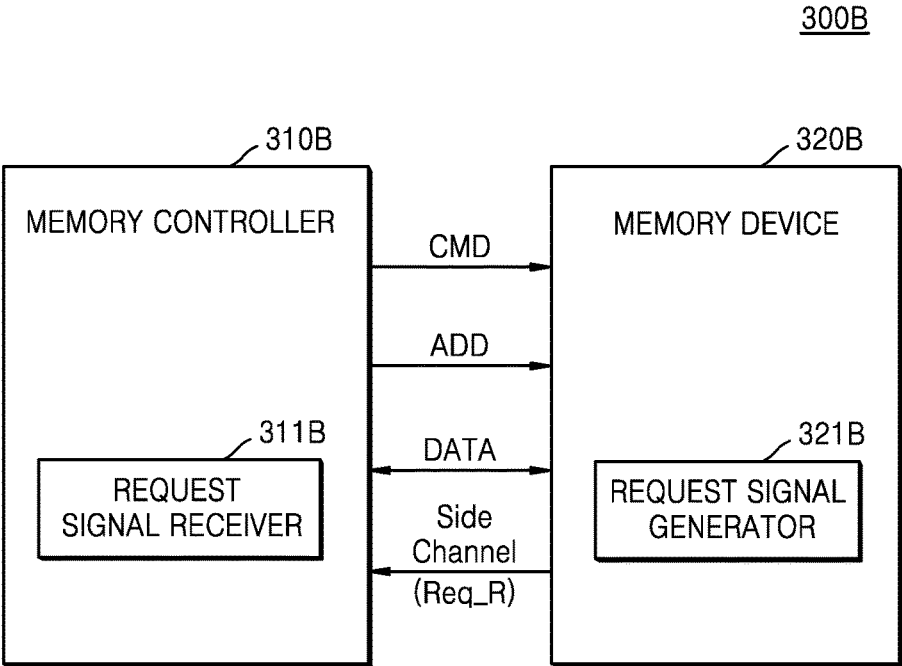 300B
310B
320B
MEMORY CONTROLLER
MEMORY DEVICE
CMD
ADD
311B
321B
DATA
REQUEST
SIGNAL RECEIVER
REQUEST SIGNAL
GENERATOR
Side
Channel
(Req_R)